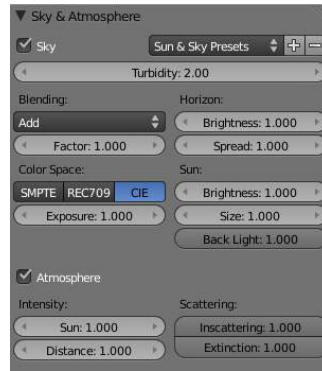 Sky & Atmosphere
Sky Sun & Sky Presets
Turbidity: 2.00
Blending: Horizon:
Add Brightness: 1.000
Factor: 1.000 Spread: 1.000
Color Space: Sun:
SMPTE REC709 CIE Brightness: 1.000
Exposure: 1.000 Size: 1.000
Back Light: 1.000
Atmosphere
Intensity: Scattering:
Sun: 1.000 Inscattering: 1.000
Distance: 1.000 Extinction: 1.000